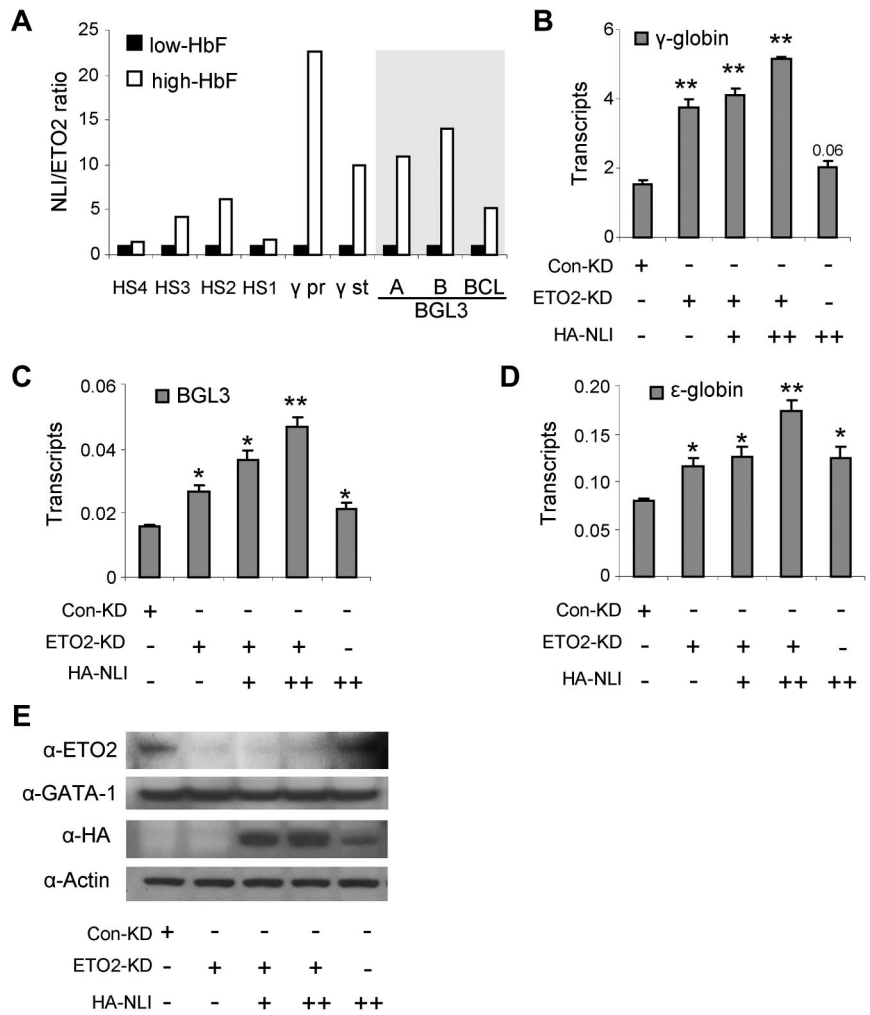 A
low-HbF
high-HbF
NLI/ETO2 ratio
25
20
15
10
5
0
HS4 HS3 HS2 HS1 γ pr γ st A B BCL
BGL3
B
γ-globin
Transcripts
6
4
2
0
** ** ** 0.06
Con-KD + - - - -
ETO2-KD - + + + -
HA-NLI - - + ++ ++
C
BGL3
Transcripts
0.06
0.04
0.02
0
* * ** *
Con-KD + - - - -
ETO2-KD - + + + -
HA-NLI - - + ++ ++
D
ε-globin
Transcripts
0.20
0.15
0.10
0.05
0.00
* * ** *
Con-KD + - - - -
ETO2-KD - + + + -
HA-NLI - - + ++ ++
E
α-ETO2
α-GATA-1
α-HA
α-Actin
Con-KD + - - - -
ETO2-KD - + + + -
HA-NLI - - + ++ ++